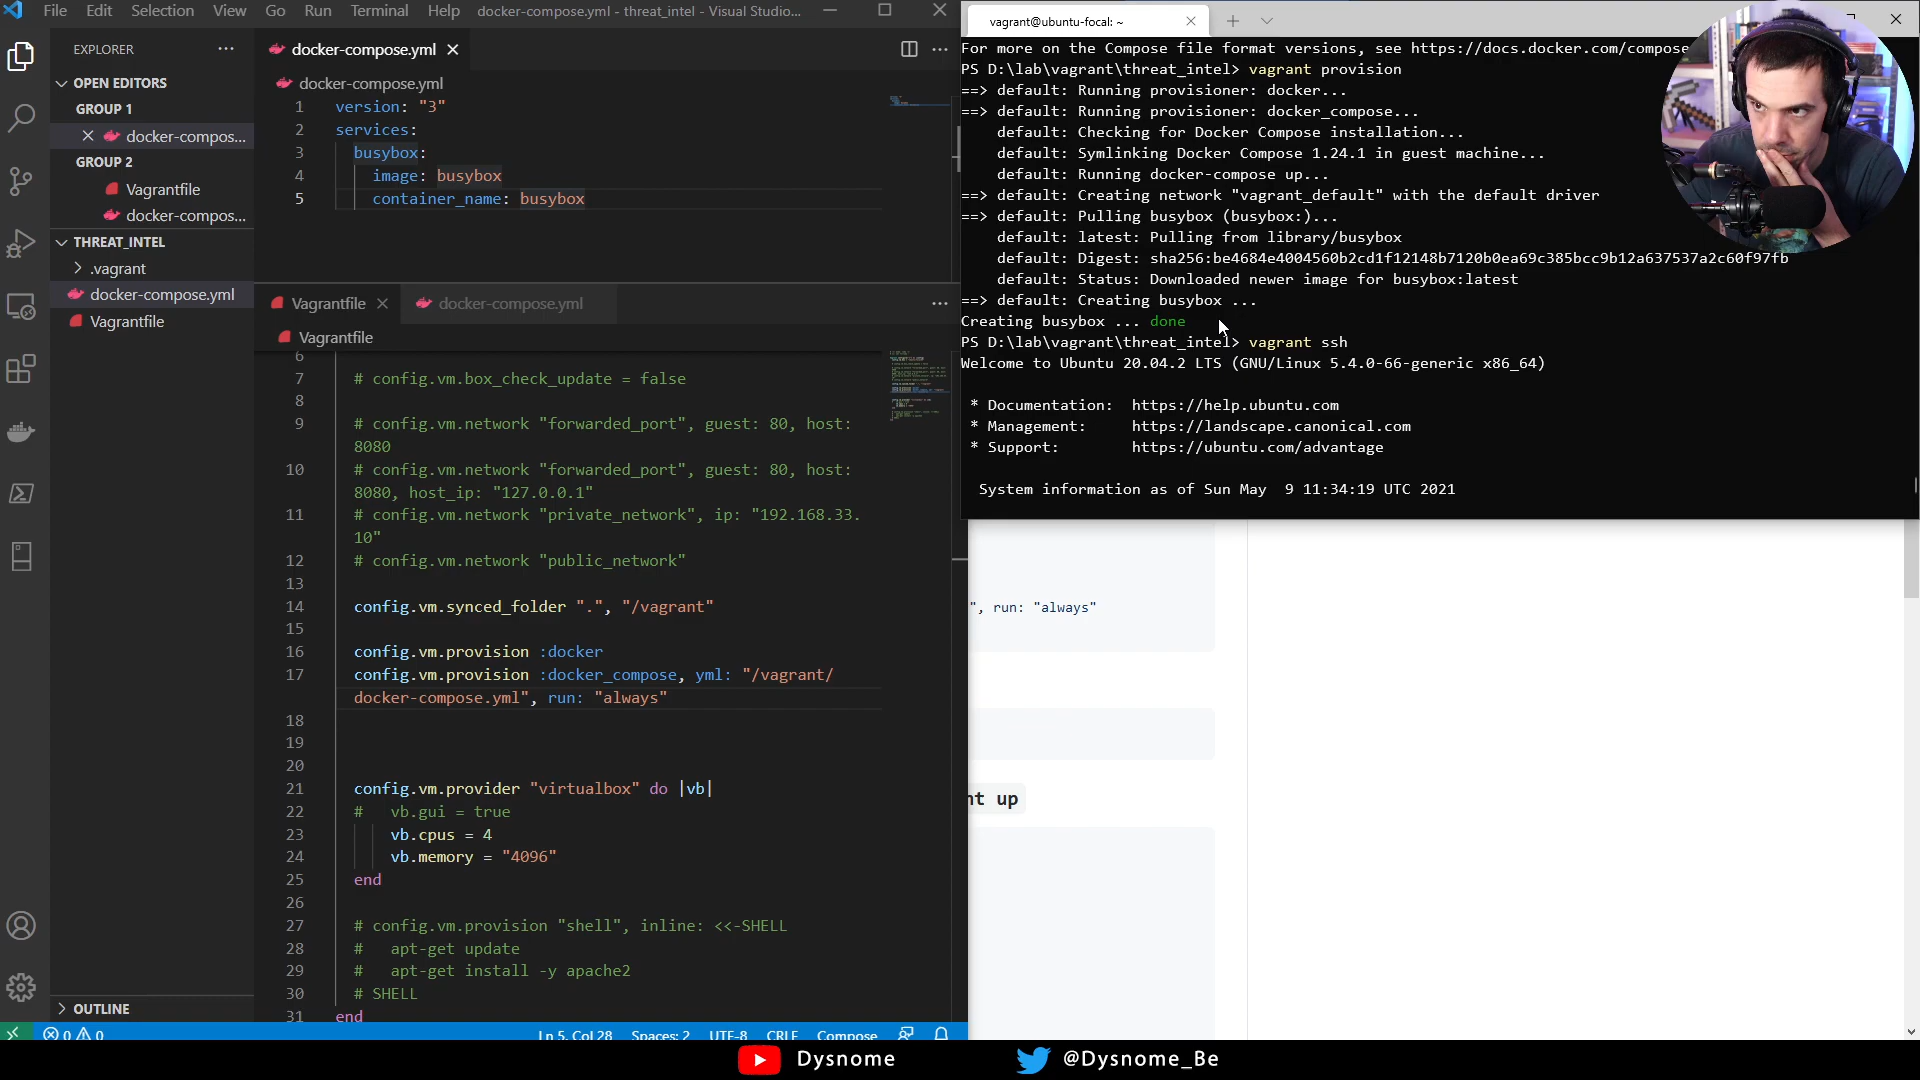 File Edit Selection View Go Run Terminal Help docker-compose.yml - threat_intel - Visual Studio...
EXPLORER
OPEN EDITORS
GROUP 1
docker-compos...
GROUP 2
Vagrantfile
docker-compos...
THREAT_INTEL
.vagrant
docker-compose.yml
Vagrantfile
OUTLINE
docker-compose.yml
docker-compose.yml
1 version: "3"
2 services:
3 busybox:
4 image: busybox
5 container_name: busybox
Vagrantfile docker-compose.yml
Vagrantfile
6
7 # config.vm.box_check_update = false
8
9 # config.vm.network "forwarded_port", guest: 80, host:
8080
10 # config.vm.network "forwarded_port", guest: 80, host:
8080, host_ip: "127.0.0.1"
11 # config.vm.network "private_network", ip: "192.168.33.
10"
12 # config.vm.network "public_network"
13
14 config.vm.synced_folder ".", "/vagrant"
15
16 config.vm.provision :docker
17 config.vm.provision :docker_compose, yml: "/vagrant/
docker-compose.yml", run: "always"
18
19
20
21 config.vm.provider "virtualbox" do |vb|
22 # vb.gui = true
23 vb.cpus = 4
24 vb.memory = "4096"
25 end
26
27 # config.vm.provision "shell", inline: <<-SHELL
28 # apt-get update
29 # apt-get install -y apache2
30 # SHELL
31 end
0 0 Ln 5, Col 28 Spaces: 2 UTF-8 CRLF Compose
vagrant@ubuntu-focal: ~
For more on the Compose file format versions, see https://docs.docker.com/compose
PS D:\lab\vagrant\threat_intel> vagrant provision
==> default: Running provisioner: docker...
==> default: Running provisioner: docker_compose...
default: Checking for Docker Compose installation...
default: Symlinking Docker Compose 1.24.1 in guest machine...
default: Running docker-compose up...
==> default: Creating network "vagrant_default" with the default driver
==> default: Pulling busybox (busybox:)...
default: latest: Pulling from library/busybox
default: Digest: sha256:be4684e4004560b2cd1f12148b7120b0ea69c385bcc9b12a637537a2c60f97fb
default: Status: Downloaded newer image for busybox:latest
==> default: Creating busybox ...
Creating busybox ... done
PS D:\lab\vagrant\threat_intel> vagrant ssh
Welcome to Ubuntu 20.04.2 LTS (GNU/Linux 5.4.0-66-generic x86_64)
* Documentation: https://help.ubuntu.com
* Management: https://landscape.canonical.com
* Support: https://ubuntu.com/advantage
System information as of Sun May 9 11:34:19 UTC 2021
", run: "always"
nt up
Dysnome @Dysnome_Be